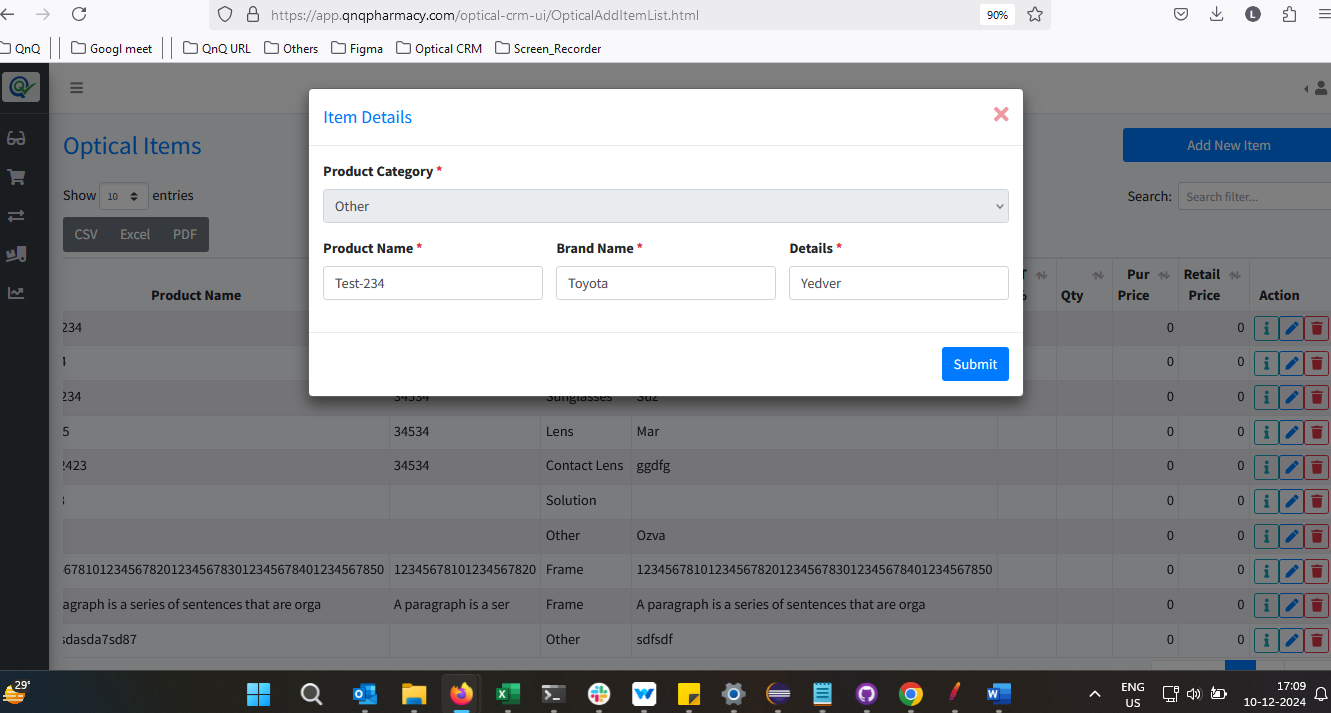 https://app.qnqpharmacy.com/optical-crm-ui/OpticalAddItemList.html 90% L
QnQ Googl meet QnQ URL Others Figma Optical CRM Screen_Recorder
Item Details
Optical Items Add New Item
Product Category *
Show 10 entries Search: Search filter...
Other
CSV Excel PDF
Product Name * Brand Name * Details *
Test-234 Toyota Yedver
Product Name T % Qty Pur Price Retail Price Action
234 0 0
4 0 0
Submit
234 34534 Sunglasses Suz 0 0
5 34534 Lens Mar 0 0
2423 34534 Contact Lens ggdfg 0 0
Solution 0 0
Other Ozva 0 0
678101234567820123456783012345678401234567850 12345678101234567820 Frame 12345678101234567820123456783012345678401234567850 0 0
agraph is a series of sentences that are orga A paragraph is a ser Frame A paragraph is a series of sentences that are orga 0 0
sdasda7sd87 Other sdfsdf 0 0
29° ENG US 17:09 10-12-2024